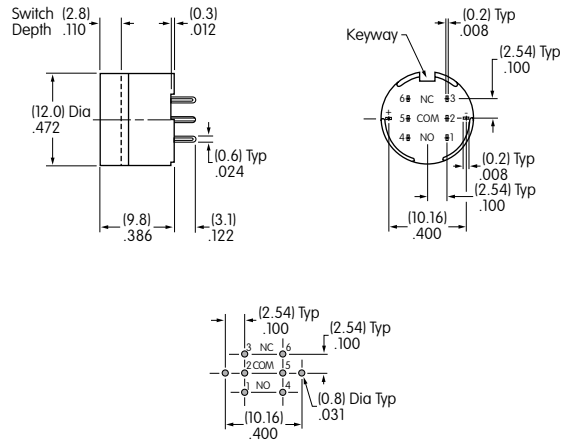 Switch (2.8)
Depth .110
(0.3)
.012
(12.0) Dia
.472
(0.6) Typ
.024
(9.8)
.386
(3.1)
.122
(0.2) Typ
.008
Keyway
(2.54) Typ
.100
6 NC 3
+ 5 COM 2 -
4 NO 1
(0.2) Typ
.008
(2.54) Typ
.100
(10.16)
.400
(2.54) Typ
.100
(2.54) Typ
.100
3 NC 6
2 COM 5
1 NO 4
(0.8) Dia Typ
.031
(10.16)
.400